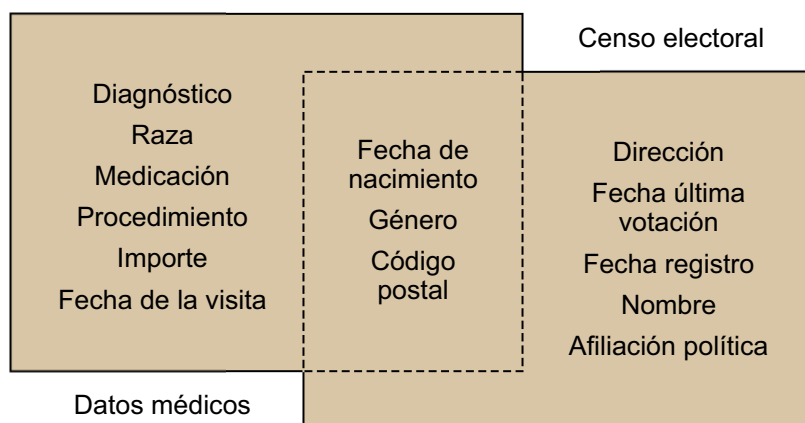 Censo electoral
Diagnóstico
Raza
Medicación
Procedimiento
Importe
Fecha de la visita
Fecha de
nacimiento
Género
Código
postal
Dirección
Fecha última
votación
Fecha registro
Nombre
Afiliación política
Datos médicos